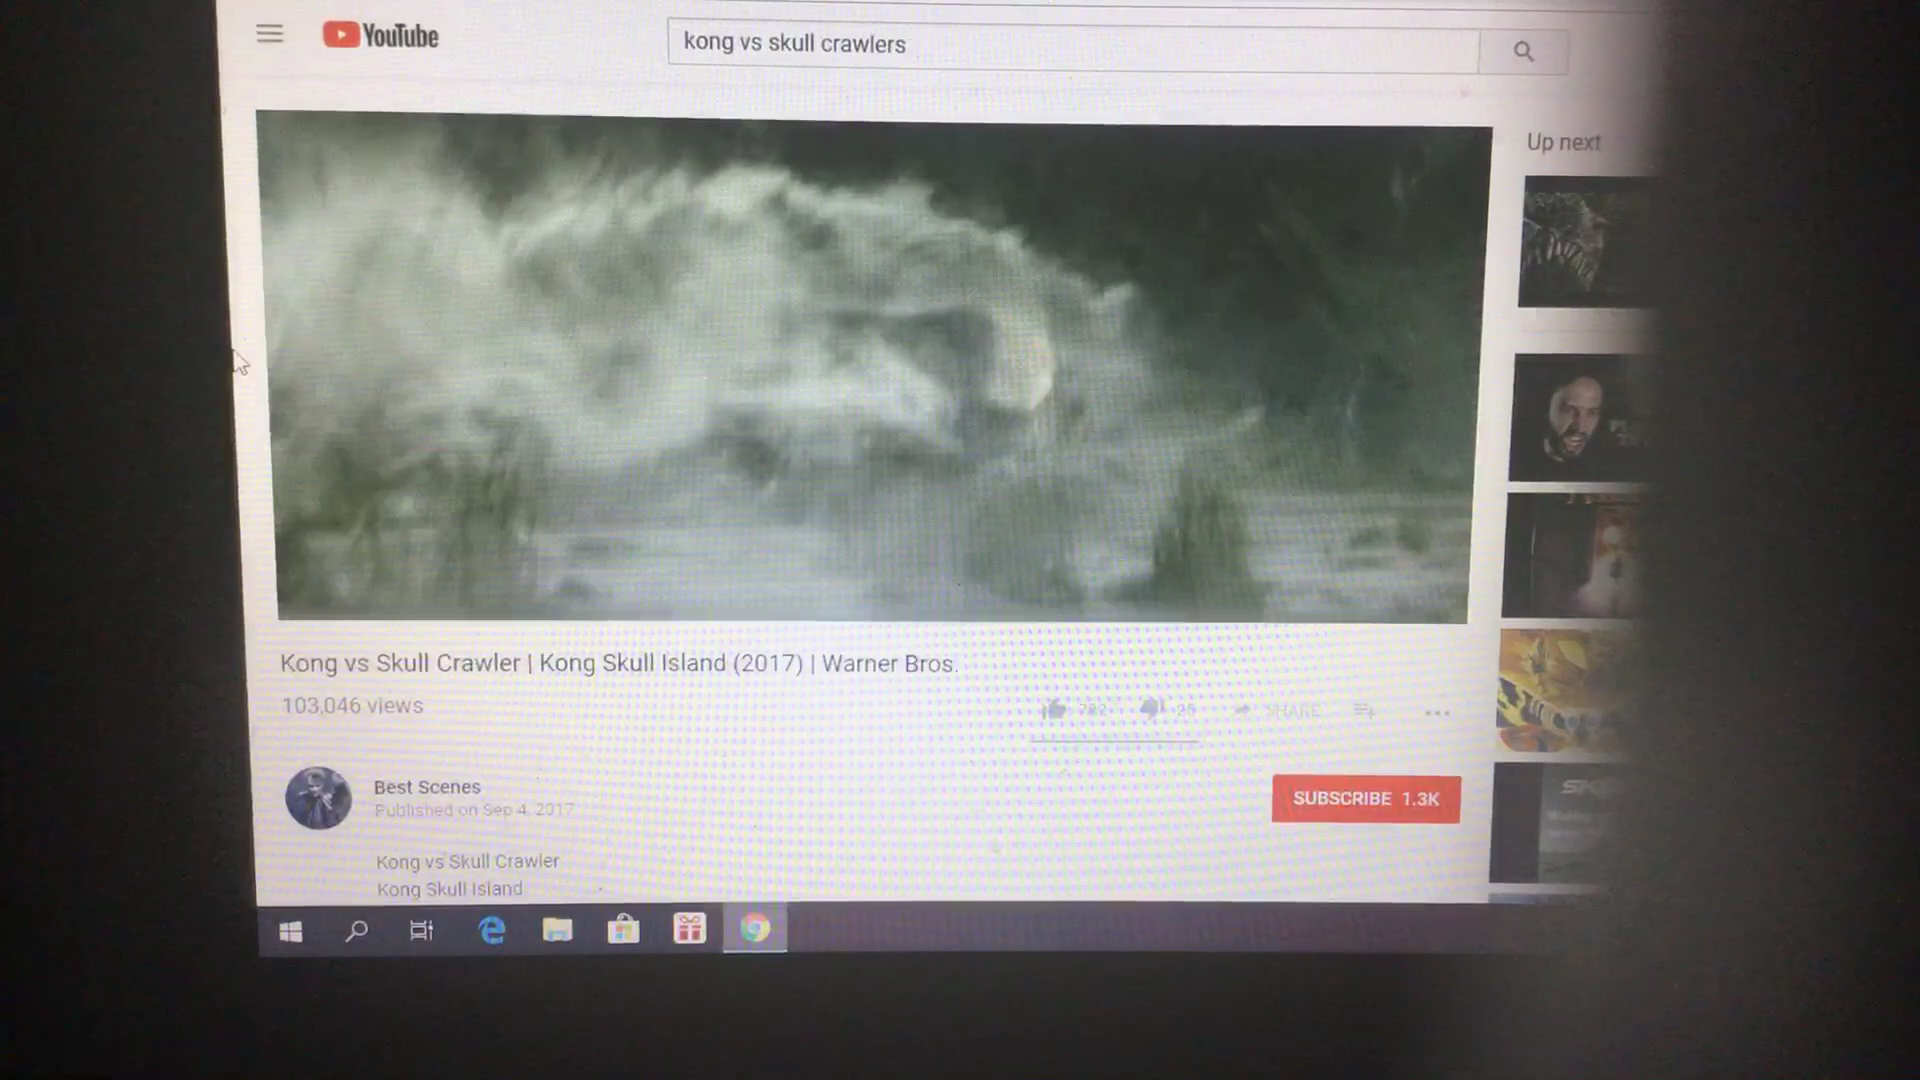 YouTube
kong vs skull crawlers
Up next
Kong vs Skull Crawler | Kong Skull Island (2017) | Warner Bros.
103,046 views
782 25 SHARE
Best Scenes
Published on Sep 4, 2017
SUBSCRIBE 1.3K
Kong vs Skull Crawler
Kong Skull Island